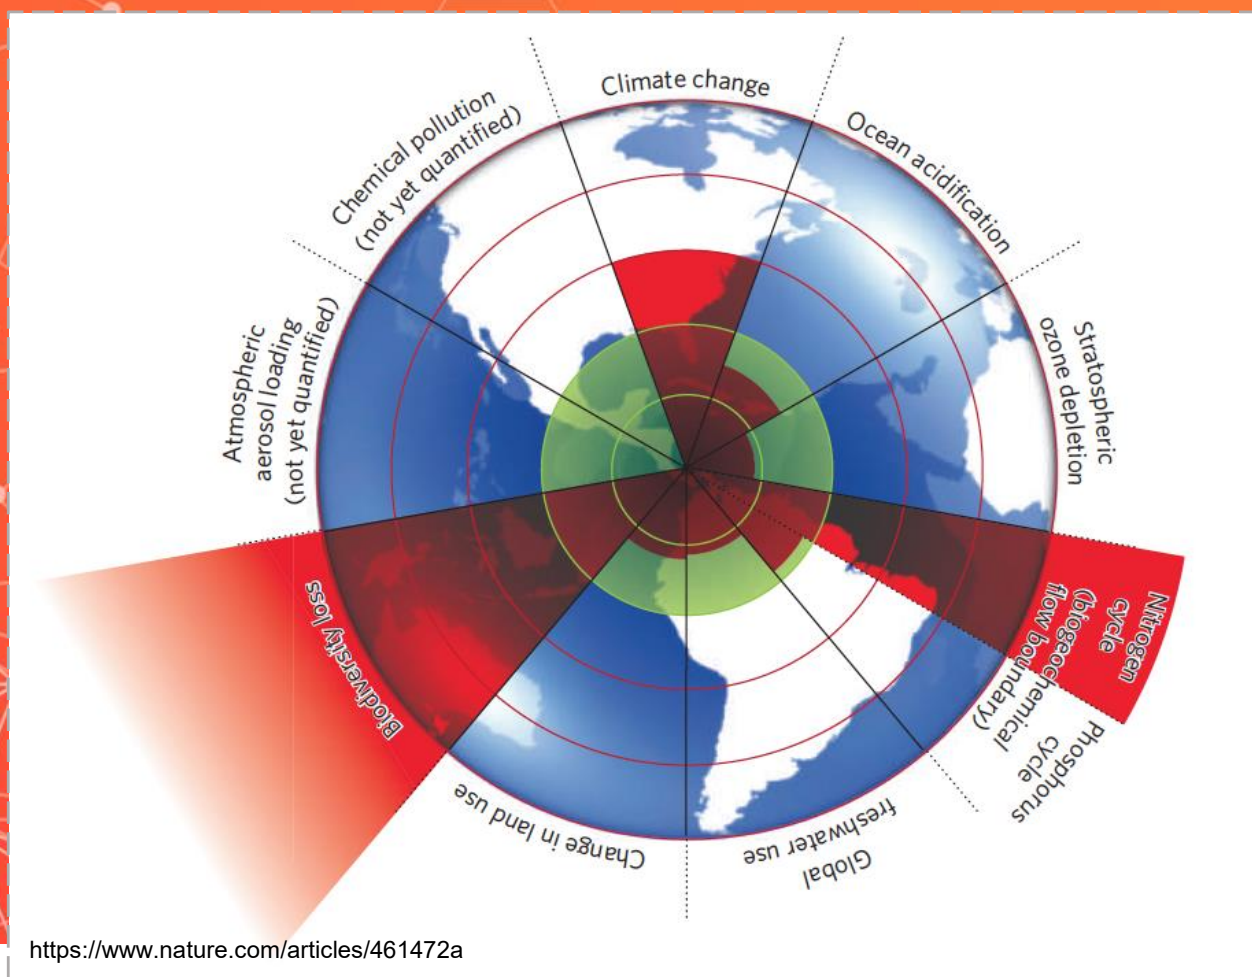 Climate change
Ocean acidification
Stratospheric
ozone depletion
Nitrogen
cycle
(biogeochemical
flow boundary)
Phosphorus
cycle
Global
freshwater use
Change in land use
Biodiversity loss
Atmospheric
aerosol loading
(not yet quantified)
Chemical pollution
(not yet quantified)
https://www.nature.com/articles/461472a